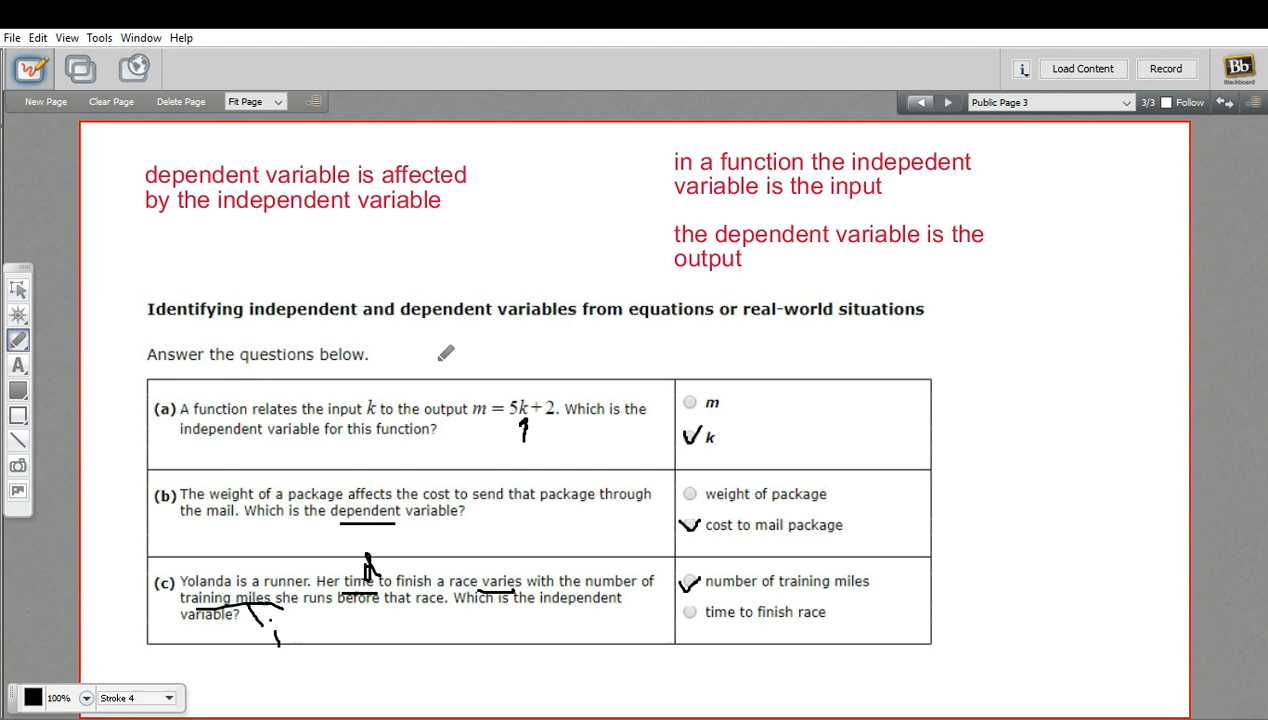 File Edit View Tools Window Help
i Load Content Record Bb Blackboard
New Page Clear Page Delete Page Fit Page Public Page 3 3/3 Follow
dependent variable is affected
by the independent variable
in a function the indepedent
variable is the input
the dependent variable is the
output
Identifying independent and dependent variables from equations or real-world situations
Answer the questions below.
(a) A function relates the input k to the output m = 5k+2. Which is the
independent variable for this function?
m
k
(b) The weight of a package affects the cost to send that package through
the mail. Which is the dependent variable?
weight of package
cost to mail package
(c) Yolanda is a runner. Her time to finish a race varies with the number of
training miles she runs before that race. Which is the independent
variable?
number of training miles
time to finish race
A
100% Stroke 4